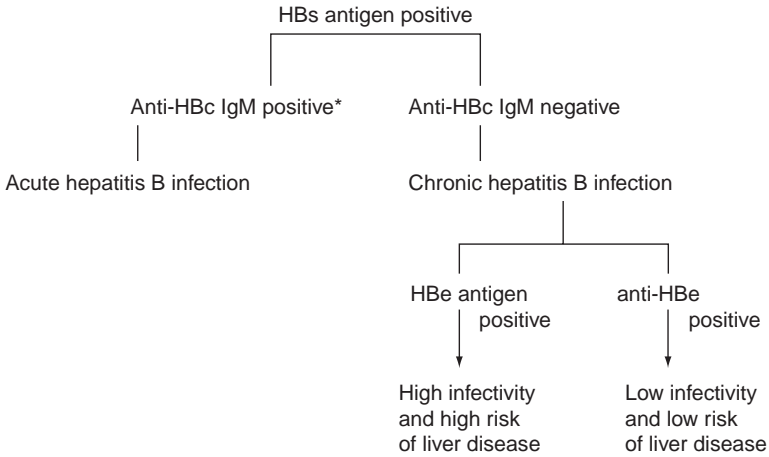 HBs antigen positive
Anti-HBc IgM positive*
Anti-HBc IgM negative
Acute hepatitis B infection
Chronic hepatitis B infection
HBe antigen
positive
anti-HBe
positive
High infectivity
and high risk
of liver disease
Low infectivity
and low risk
of liver disease